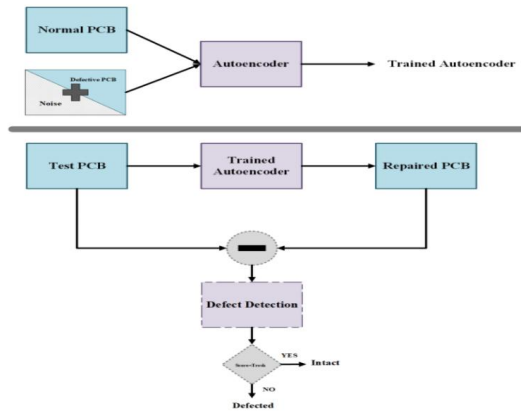 Normal PCB
Defective PCB
Noise
Autoencoder
Trained Autoencoder
Test PCB
Trained
Autoencoder
Repaired PCB
Defect Detection
YES
Intact
NO
Defected